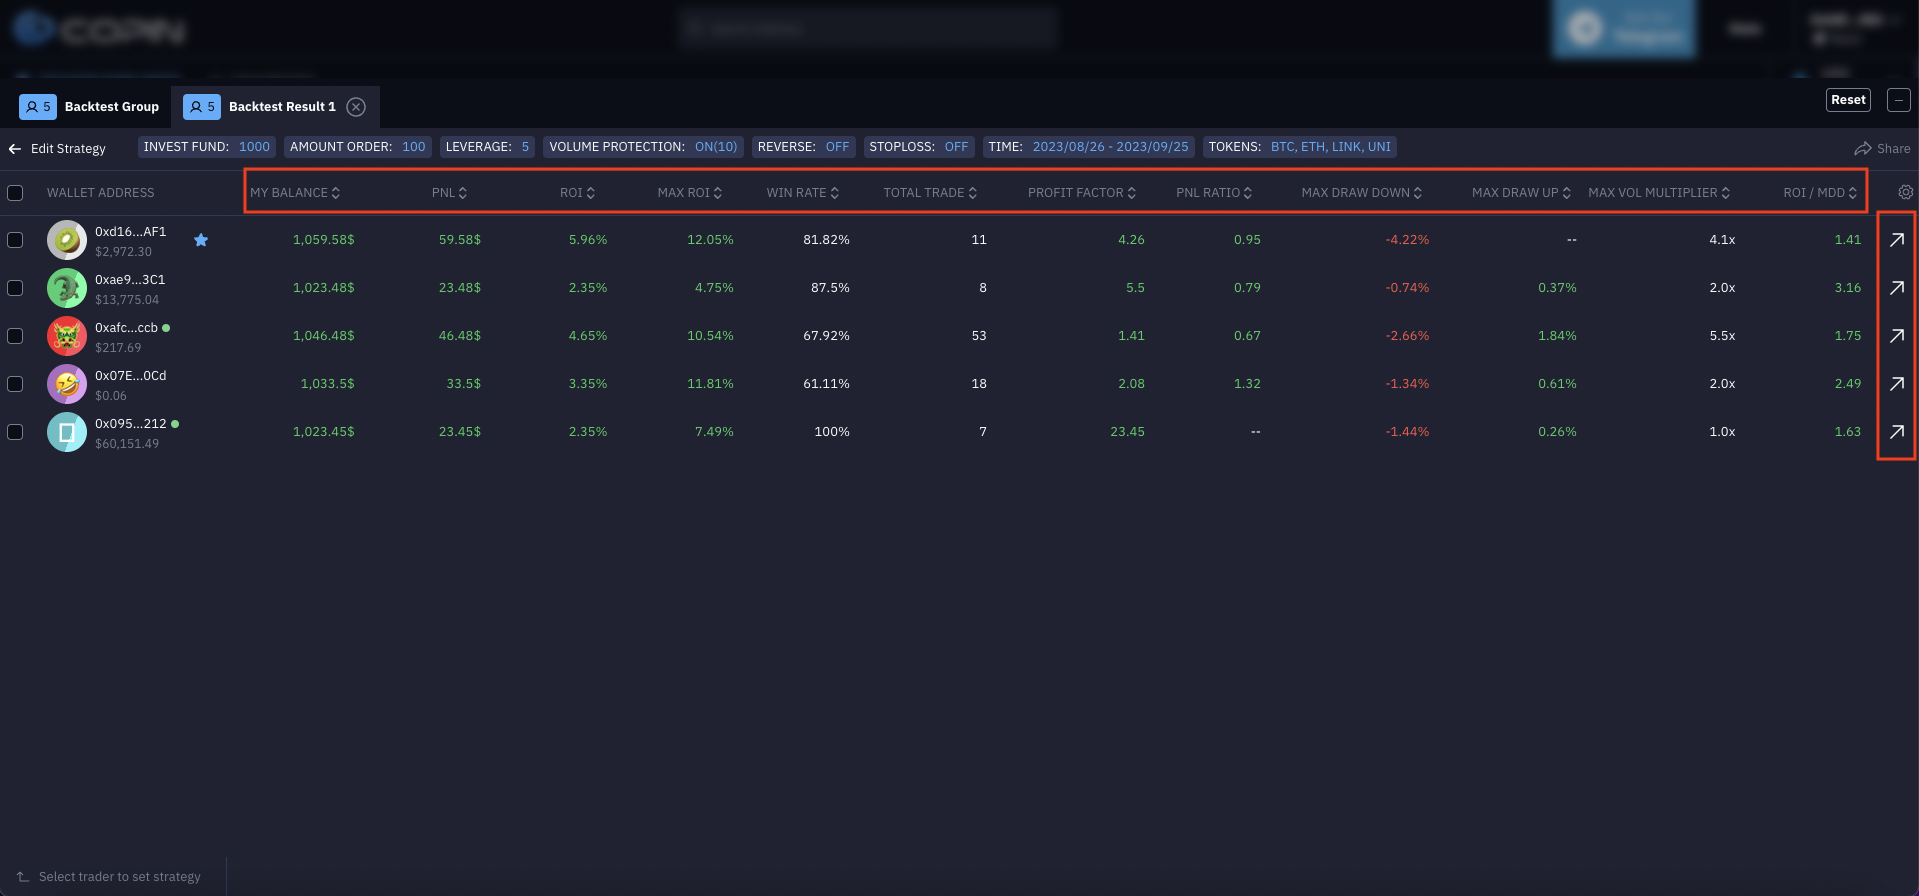 COPIN
5 Backtest Group 5 Backtest Result 1 Reset
Edit Strategy INVEST FUND: 1000 AMOUNT ORDER: 100 LEVERAGE: 5 VOLUME PROTECTION: ON(10) REVERSE: OFF STOPLOSS: OFF TIME: 2023/08/26 - 2023/09/25 TOKENS: BTC, ETH, LINK, UNI Share
WALLET ADDRESS MY BALANCE PNL ROI MAX ROI WIN RATE TOTAL TRADE PROFIT FACTOR PNL RATIO MAX DRAW DOWN MAX DRAW UP MAX VOL MULTIPLIER ROI / MDD
0xd16...AF1 1,059.58$ 59.58$ 5.96% 12.05% 81.82% 11 4.26 0.95 -4.22% -- 4.1x 1.41
$2,972.30
0xae9...3C1 1,023.48$ 23.48$ 2.35% 4.75% 87.5% 8 5.5 0.79 -0.74% 0.37% 2.0x 3.16
$13,775.04
0xafc...ccb 1,046.48$ 46.48$ 4.65% 10.54% 67.92% 53 1.41 0.67 -2.66% 1.84% 5.5x 1.75
$217.69
0x07E...0Cd 1,033.5$ 33.5$ 3.35% 11.81% 61.11% 18 2.08 1.32 -1.34% 0.61% 2.0x 2.49
$0.06
0x095...212 1,023.45$ 23.45$ 2.35% 7.49% 100% 7 23.45 -- -1.44% 0.26% 1.0x 1.63
$60,151.49
Select trader to set strategy